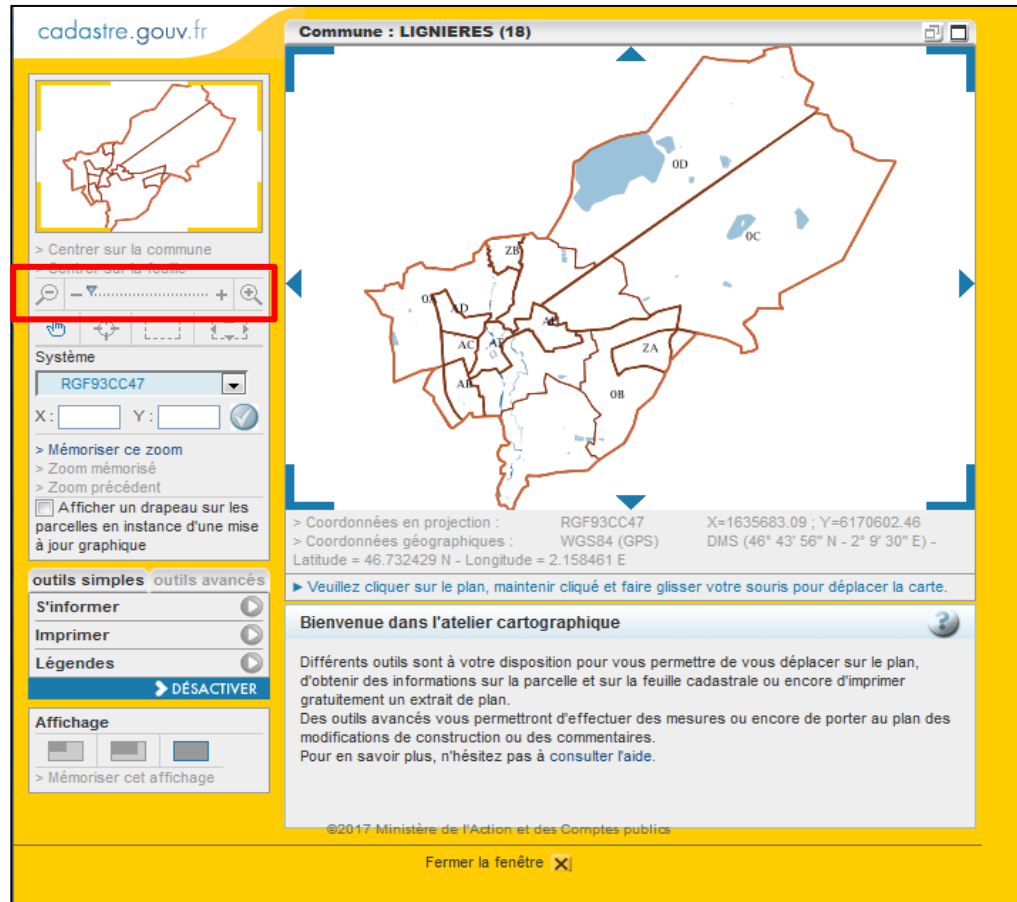 cadastre.gouv.fr
Commune : LIGNIERES (18)
0D
0C
ZB
AD
AC
ZA
0B
> Centrer sur la commune
> Centrer sur la feuille
- +
Système
RGF93CC47
X : Y :
> Mémoriser ce zoom
> Zoom mémorisé
> Zoom précédent
Afficher un drapeau sur les
parcelles en instance d'une mise
à jour graphique
outils simples outils avancés
S'informer
Imprimer
Légendes
DÉSACTIVER
Affichage
> Mémoriser cet affichage
> Coordonnées en projection : RGF93CC47 X=1635683.09 ; Y=6170602.46
> Coordonnées géographiques : WGS84 (GPS) DMS (46° 43' 56" N - 2° 9' 30" E) -
Latitude = 46.732429 N - Longitude = 2.158461 E
► Veuillez cliquer sur le plan, maintenir cliqué et faire glisser votre souris pour déplacer la carte.
Bienvenue dans l'atelier cartographique
?
Différents outils sont à votre disposition pour vous permettre de vous déplacer sur le plan,
d'obtenir des informations sur la parcelle et sur la feuille cadastrale ou encore d'imprimer
gratuitement un extrait de plan.
Des outils avancés vous permettront d'effectuer des mesures ou encore de porter au plan des
modifications de construction ou des commentaires.
Pour en savoir plus, n'hésitez pas à consulter l'aide.
©2017 Ministère de l'Action et des Comptes publics
Fermer la fenêtre X